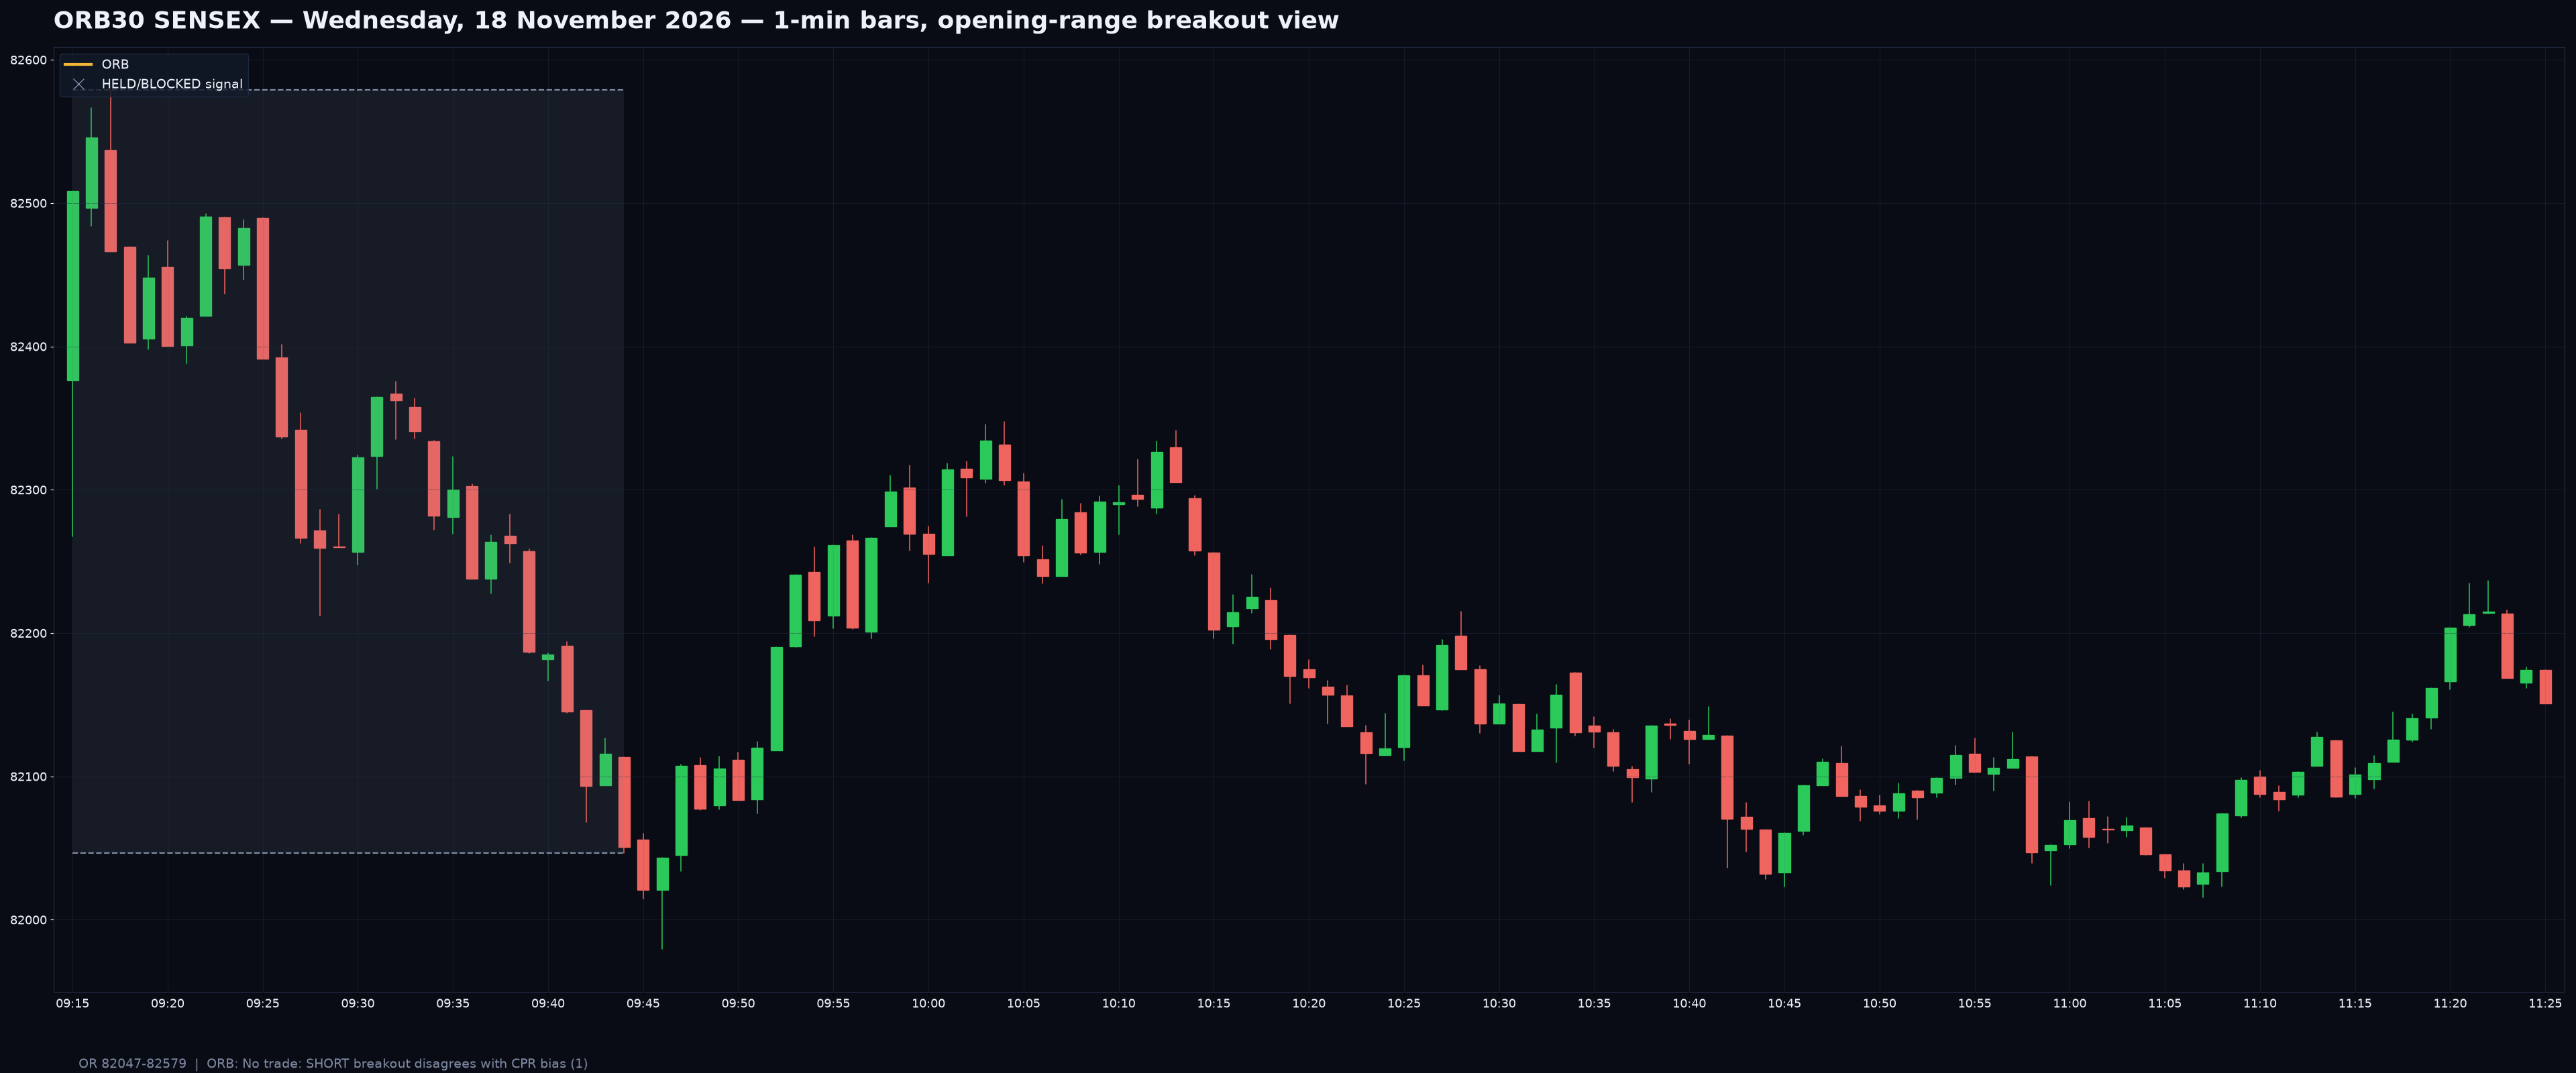 ORB30 SENSEX — Wednesday, 18 November 2026 — 1-min bars, opening-range breakout view
ORB
HELD/BLOCKED signal
82600
82500
82400
82300
82200
82100
82000
09:15 09:20 09:25 09:30 09:35 09:40 09:45 09:50 09:55 10:00 10:05 10:10 10:15 10:20 10:25 10:30 10:35 10:40 10:45 10:50 10:55 11:00 11:05 11:10 11:15 11:20 11:25
OR 82047-82579 | ORB: No trade: SHORT breakout disagrees with CPR bias (1)